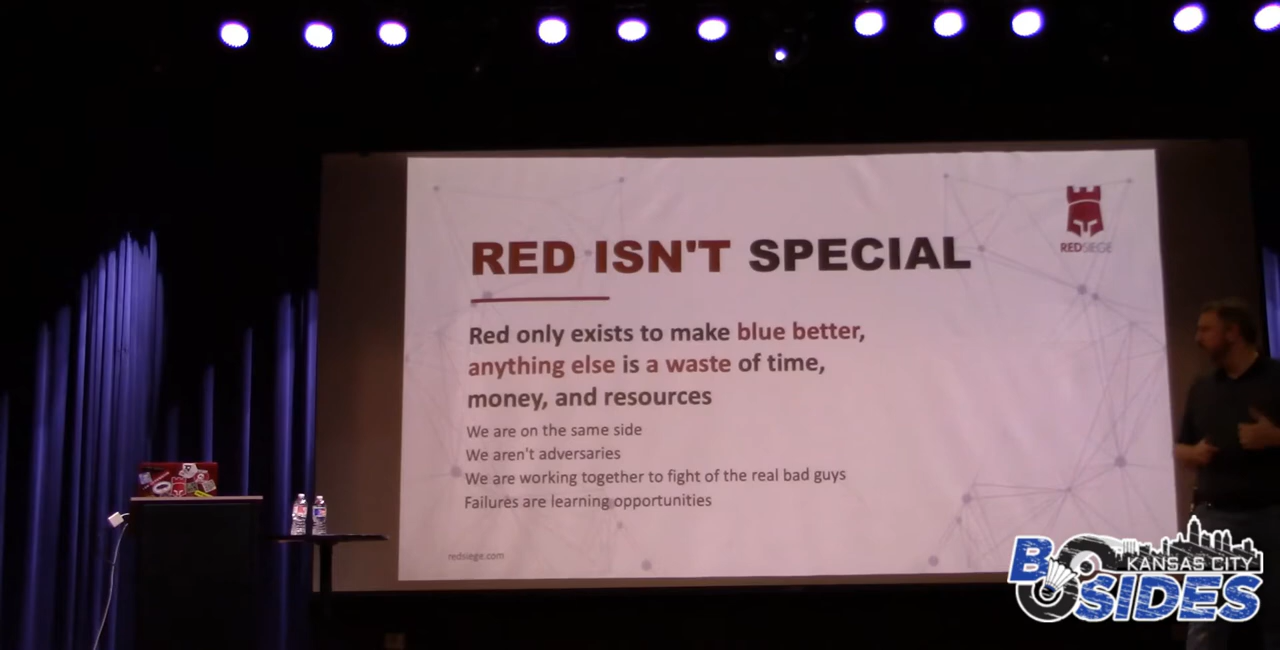 RED ISN'T SPECIAL
REDSIEGE
Red only exists to make blue better,
anything else is a waste of time,
money, and resources
We are on the same side
We aren't adversaries
We are working together to fight of the real bad guys
Failures are learning opportunities
redsiege.com
BSIDES
KANSAS CITY